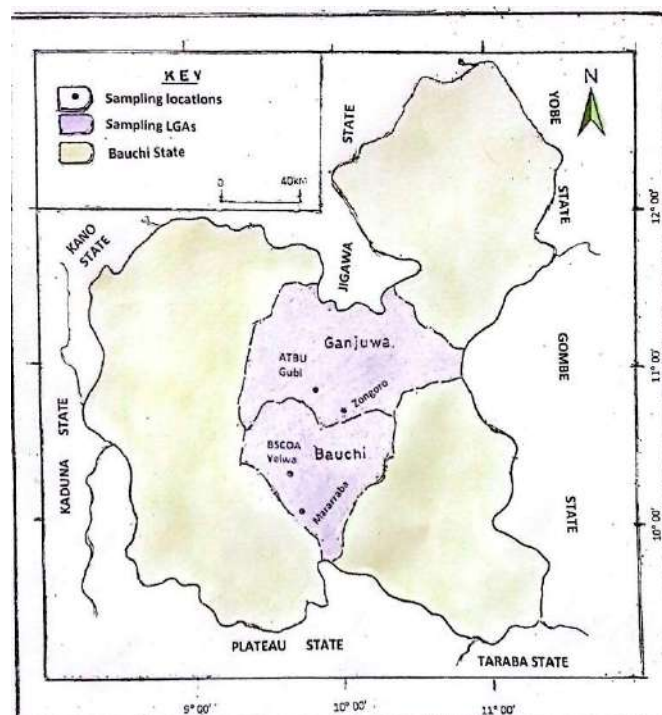 KEY
Sampling locations
Sampling LGAs
Bauchi State
0 40km
N
YOBE
STATE
STATE
JIGAWA
KANO
STATE
12° 00'
Ganjuwa
ATBU
Gubi
Zongoro
GOMBE
STATE
11° 00'
KADUNA STATE
BSCOA
Yelwa
Bauchi
Mararraba
10° 00'
PLATEAU STATE
TARABA STATE
9° 00'
10° 00'
11° 00'